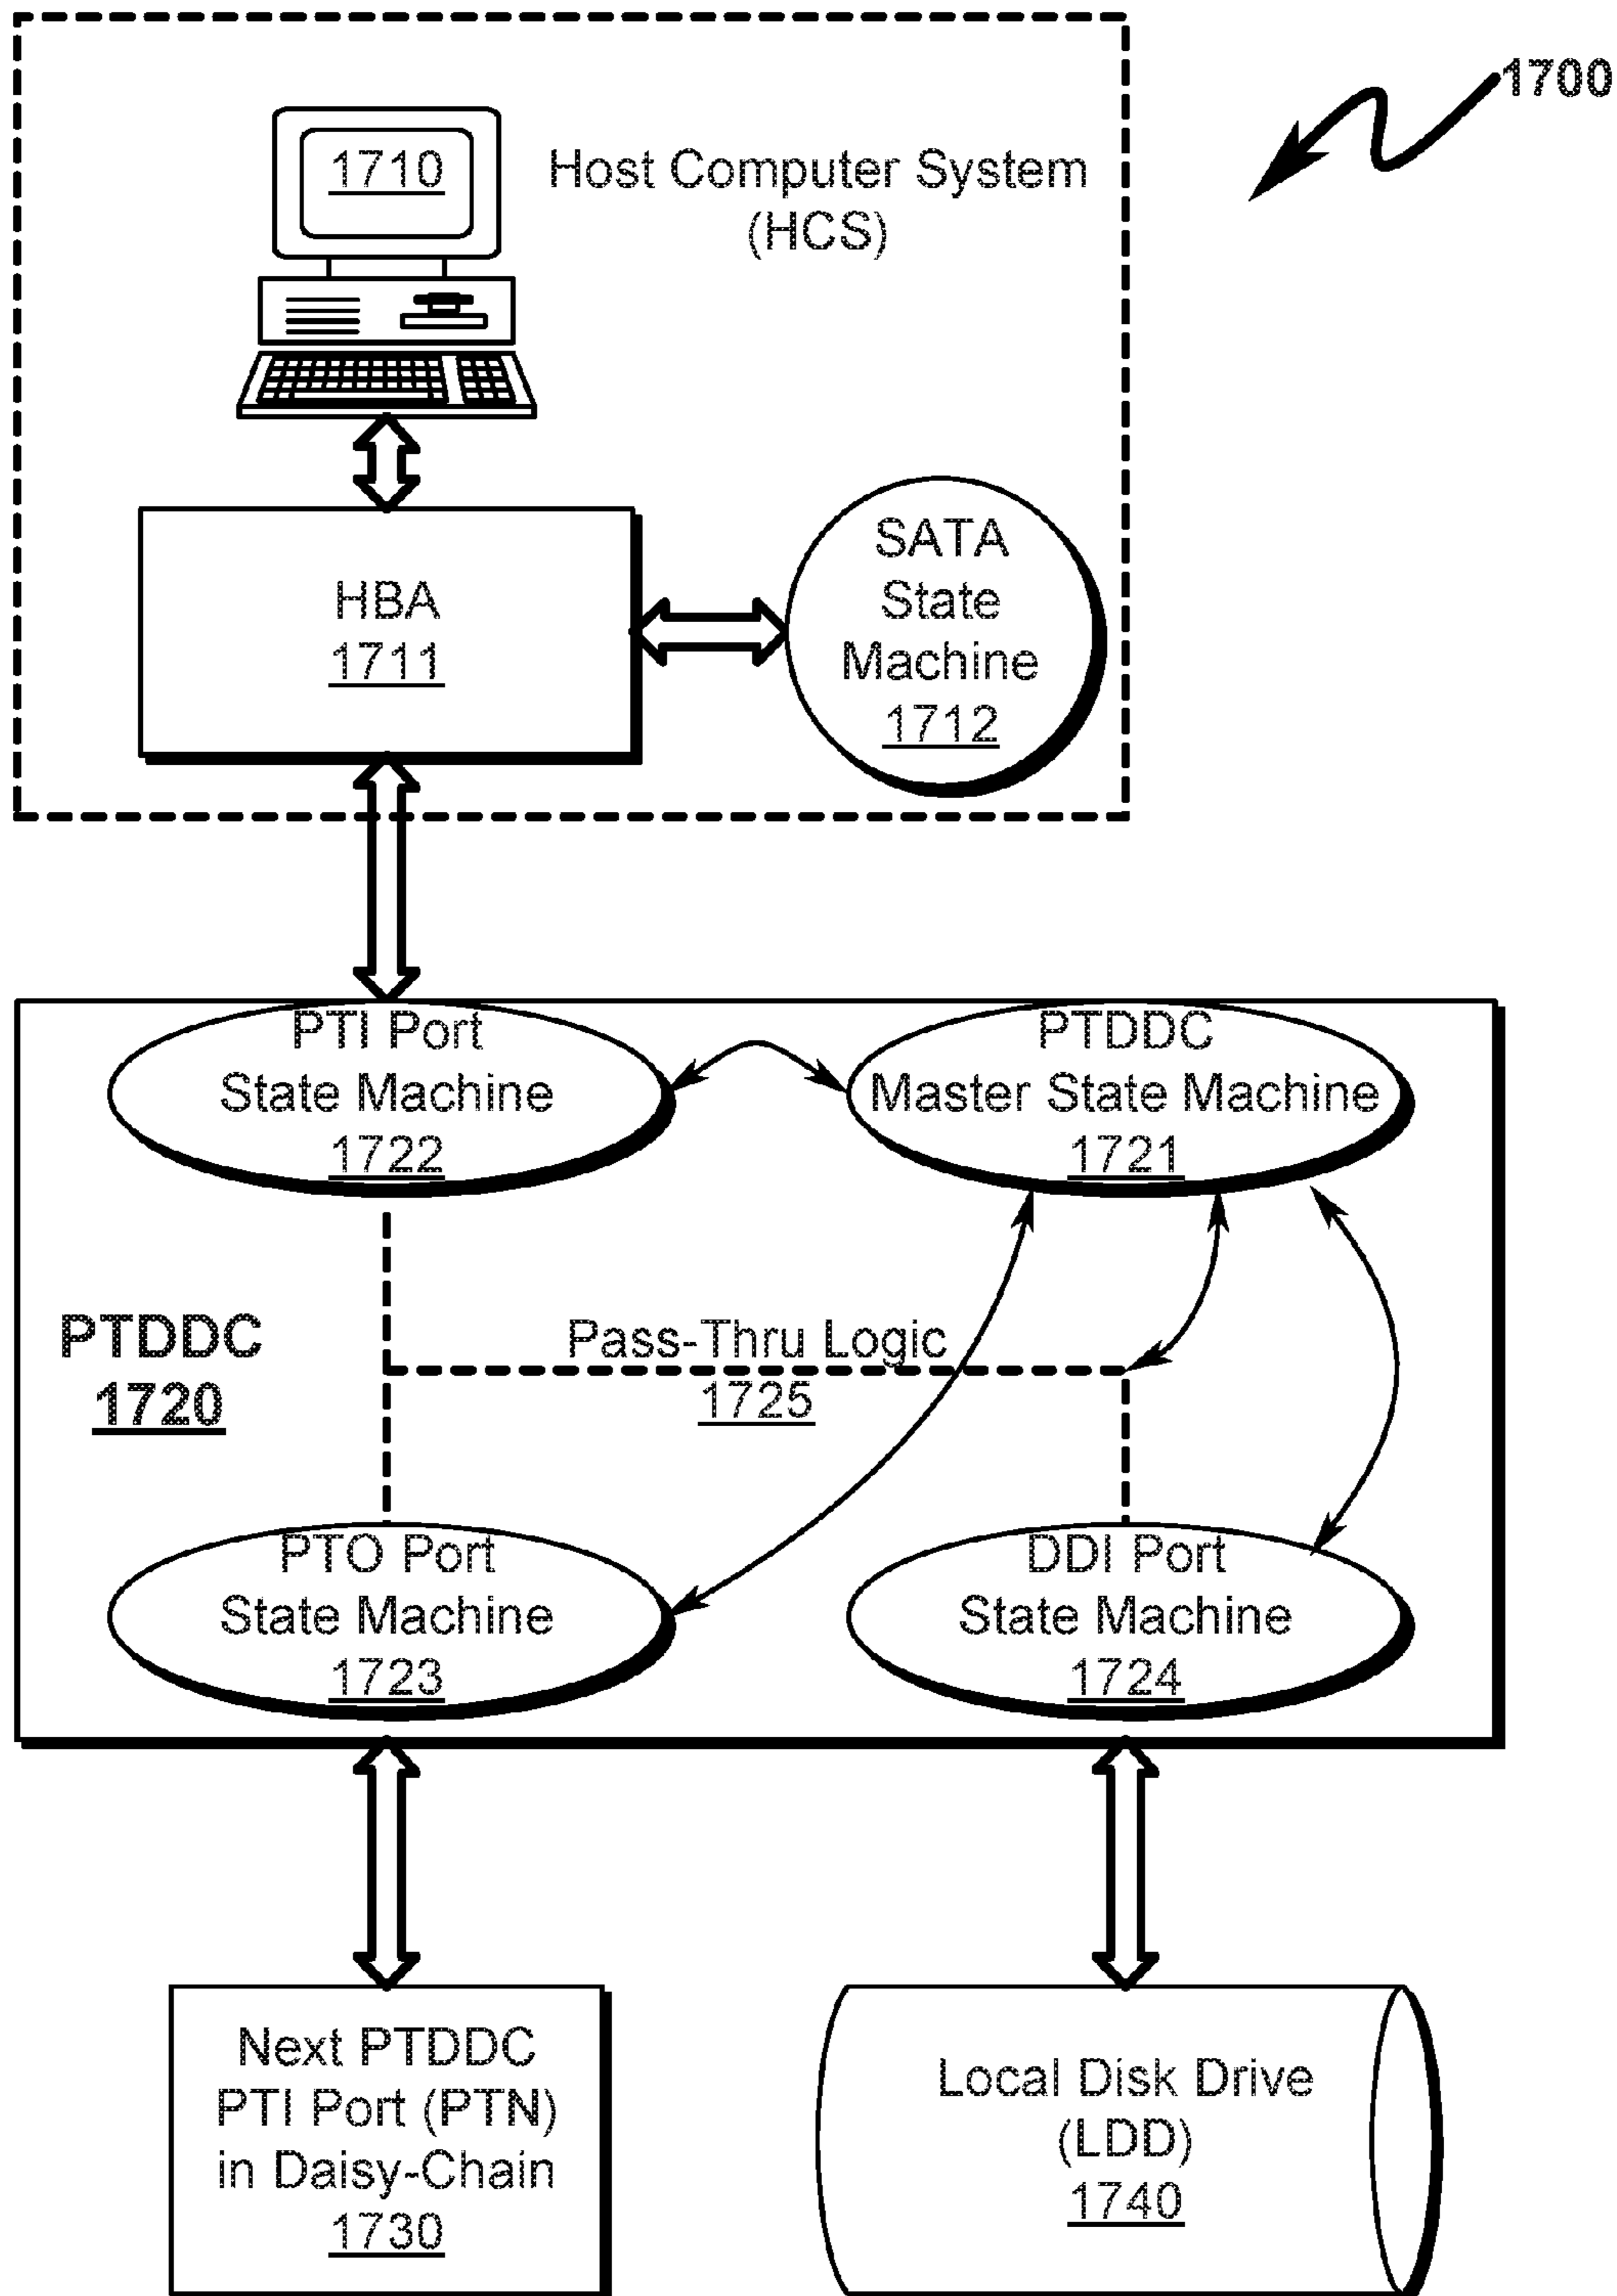 1700
1710
Host Computer System
(HCS)
HBA
1711
SATA
State
Machine
1712
PTI Port
State Machine
1722
PTDDC
Master State Machine
1721
PTDDC
1720
Pass-Thru Logic
1725
PTO Port
State Machine
1723
DDI Port
State Machine
1724
Next PTDDC
PTI Port (PTN)
in Daisy-Chain
1730
Local Disk Drive
(LDD)
1740